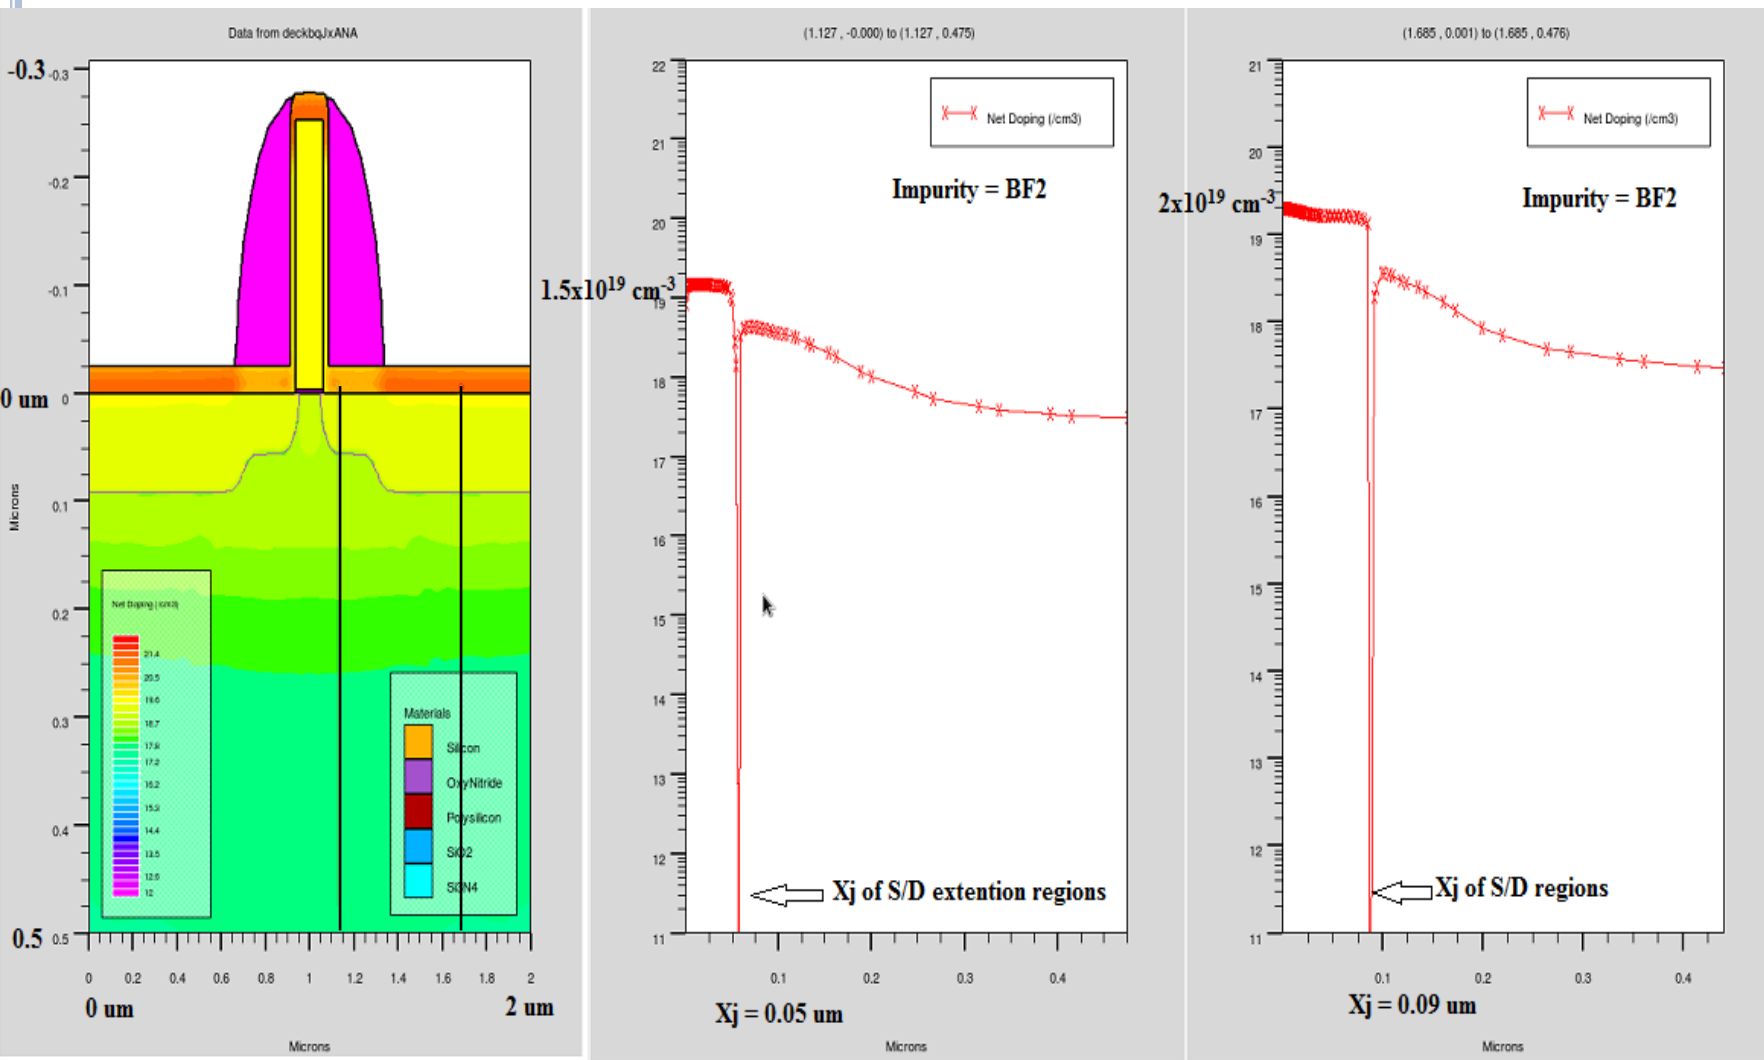 Data from deckbqJxANA
-0.3
-0.3
-0.2
-0.1
0 um
0
0.1
0.2
0.3
0.4
0.5
0.5
Microns
Net Doping (/cm3)
21.4
20.5
19.6
18.7
17.8
17.2
16.2
15.3
14.4
13.5
12.6
12
Materials
Silicon
OxyNitride
Polysilicon
SiO2
Si3N4
0 0.2 0.4 0.6 0.8 1 1.2 1.4 1.6 1.8 2
0 um
2 um
Microns
(1.127 , -0.000) to (1.127 , 0.475)
22
21
20
19
18
17
16
15
14
13
12
11
Net Doping (/cm3)
Impurity = BF2
1.5x10¹⁹ cm⁻³
Xj of S/D extention regions
0.1 0.2 0.3 0.4
Xj = 0.05 um
Microns
(1.685 , 0.001) to (1.685 , 0.476)
21
20
19
18
17
16
15
14
13
12
11
Net Doping (/cm3)
2x10¹⁹ cm⁻³
Impurity = BF2
Xj of S/D regions
0.1 0.2 0.3 0.4
Xj = 0.09 um
Microns